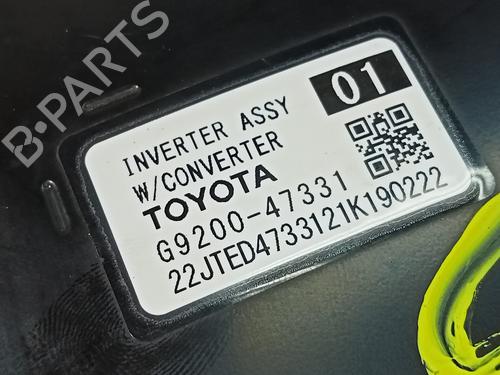 B-PARTS
01
INVERTER ASSY
W/CONVERTER
TOYOTA
G9200-47331
22JTED4733121K190222